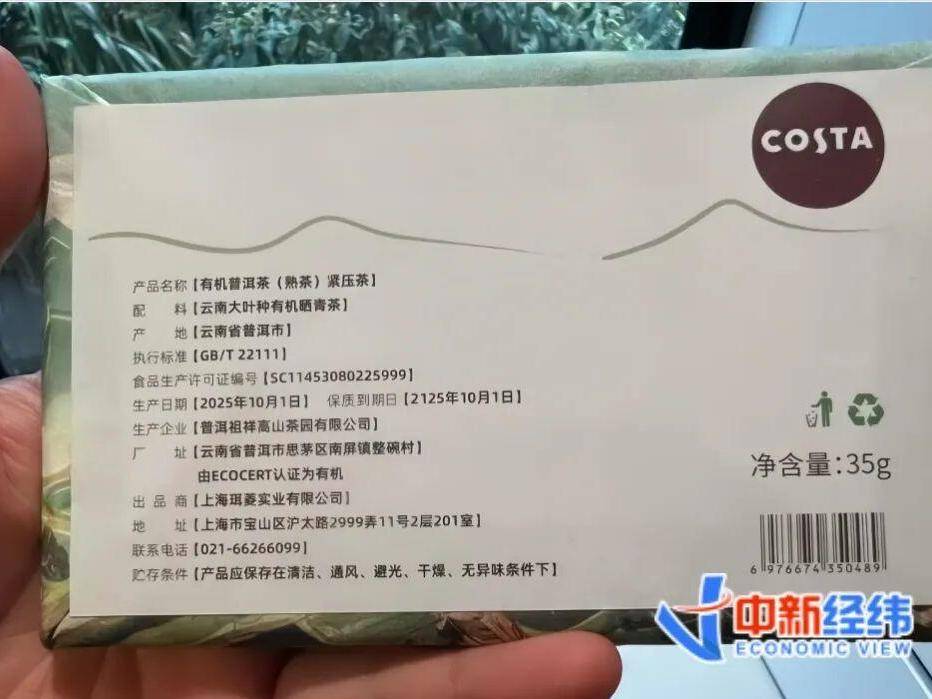 COSTA
产品名称【有机普洱茶（熟茶）紧压茶】
配 料【云南大叶种有机晒青茶】
产 地【云南省普洱市】
执行标准【GB/T 22111】
食品生产许可证编号【SC11453080225999】
生产日期【2025年10月1日】 保质到期日【2125年10月1日】
生产企业【普洱祖祥高山茶园有限公司】
厂 址【云南省普洱市思茅区南屏镇整碗村】
由ECOCERT认证为有机
出 品 商【上海珥菱实业有限公司】
地 址【上海市宝山区沪太路2999弄11号2层201室】
联系电话【021-66266099】
贮存条件【产品应保存在清洁、通风、避光、干燥、无异味条件下】
净含量：35g
6 976674 350489
中新经纬
ECONOMIC VIEW